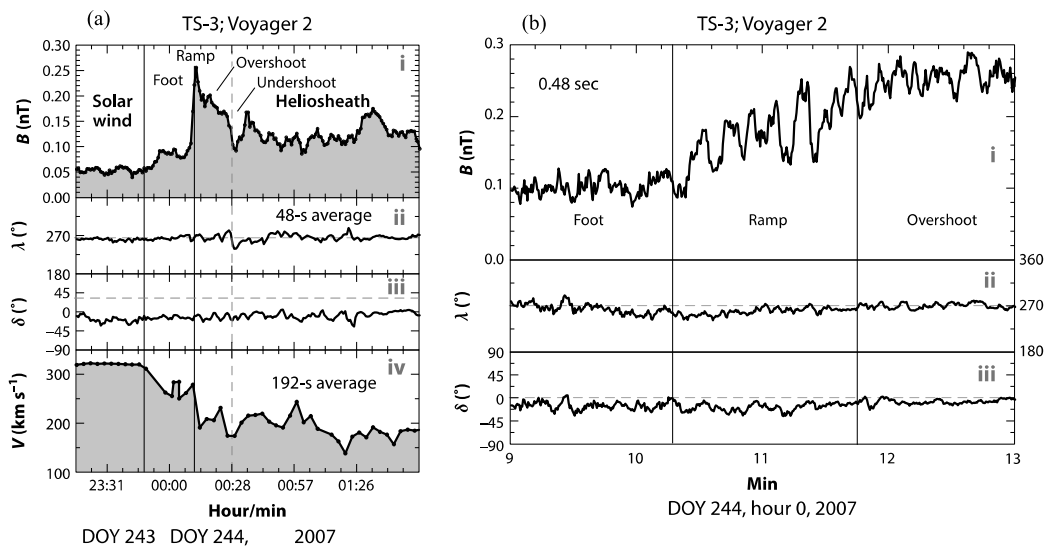 (a)
TS-3; Voyager 2
0.30
0.25
0.20
0.15
0.10
0.05
0.00
B (nT)
Ramp
Foot
Overshoot
Undershoot
Solar
wind
Heliosheath
i
270
λ (°)
48-s average
ii
180
45
0
−45
−90
δ (°)
iii
300
200
100
V (km s⁻¹)
192-s average
iv
23:31 00:00 00:28 00:57 01:26
Hour/min
DOY 243 DOY 244, 2007
(b)
TS-3; Voyager 2
0.3
0.2
0.1
0.0
B (nT)
0.48 sec
i
Foot Ramp Overshoot
360
270
180
λ (°)
ii
90
45
0
−45
−90
δ (°)
iii
9 10 11 12 13
Min
DOY 244, hour 0, 2007